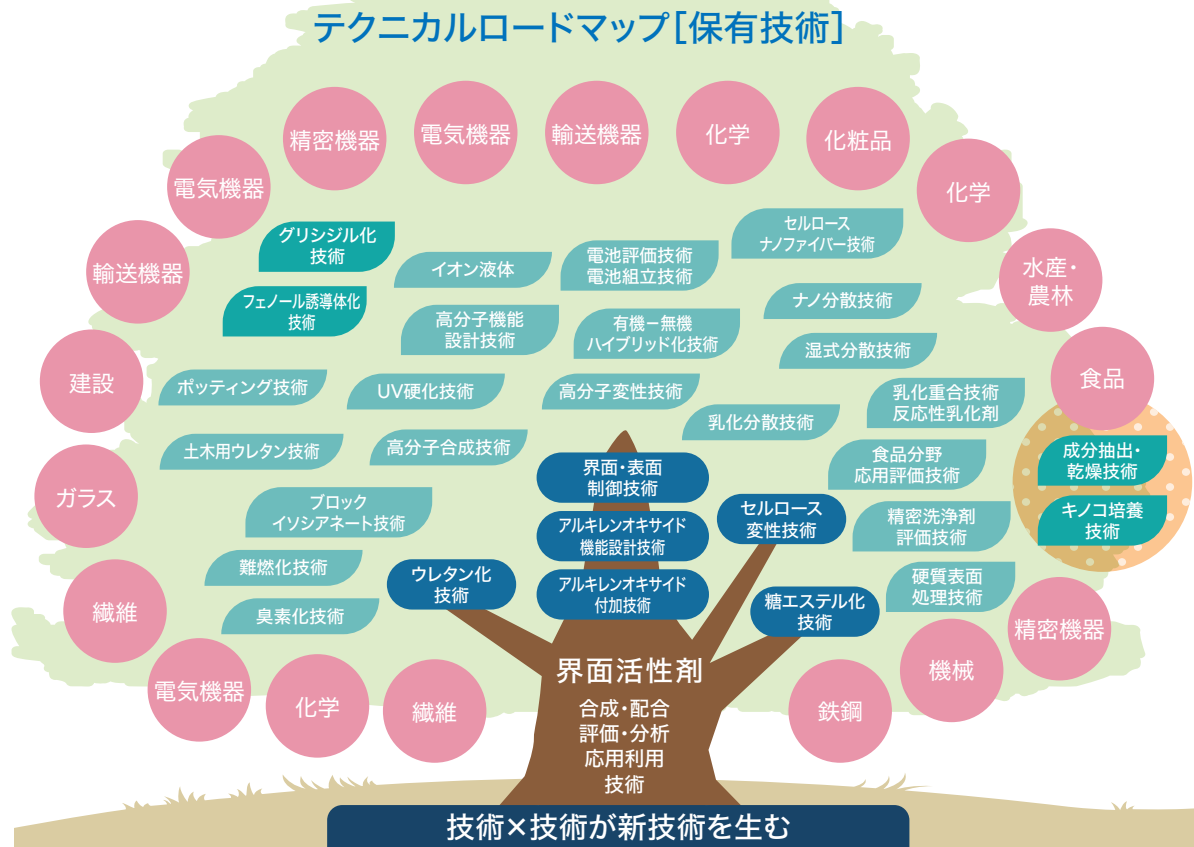 テクニカルロードマップ［保有技術］
精密機器
電気機器
輸送機器
化学
化粧品
電気機器
化学
輸送機器
水産・
農林
建設
食品
ガラス
繊維
電気機器
化学
繊維
鉄鋼
機械
精密機器
グリシジル化
技術
フェノール誘導体化
技術
イオン液体
電池評価技術
電池組立技術
セルロース
ナノファイバー技術
高分子機能
設計技術
有機－無機
ハイブリッド化技術
ナノ分散技術
湿式分散技術
ポッティング技術
UV硬化技術
高分子変性技術
乳化分散技術
乳化重合技術
反応性乳化剤
土木用ウレタン技術
高分子合成技術
食品分野
応用評価技術
成分抽出・
乾燥技術
キノコ培養
技術
ブロック
イソシアネート技術
精密洗浄剤
評価技術
難燃化技術
臭素化技術
硬質表面
処理技術
界面・表面
制御技術
アルキレンオキサイド
機能設計技術
アルキレンオキサイド
付加技術
セルロース
変性技術
ウレタン化
技術
糖エステル化
技術
界面活性剤
合成・配合
評価・分析
応用利用
技術
技術×技術が新技術を生む